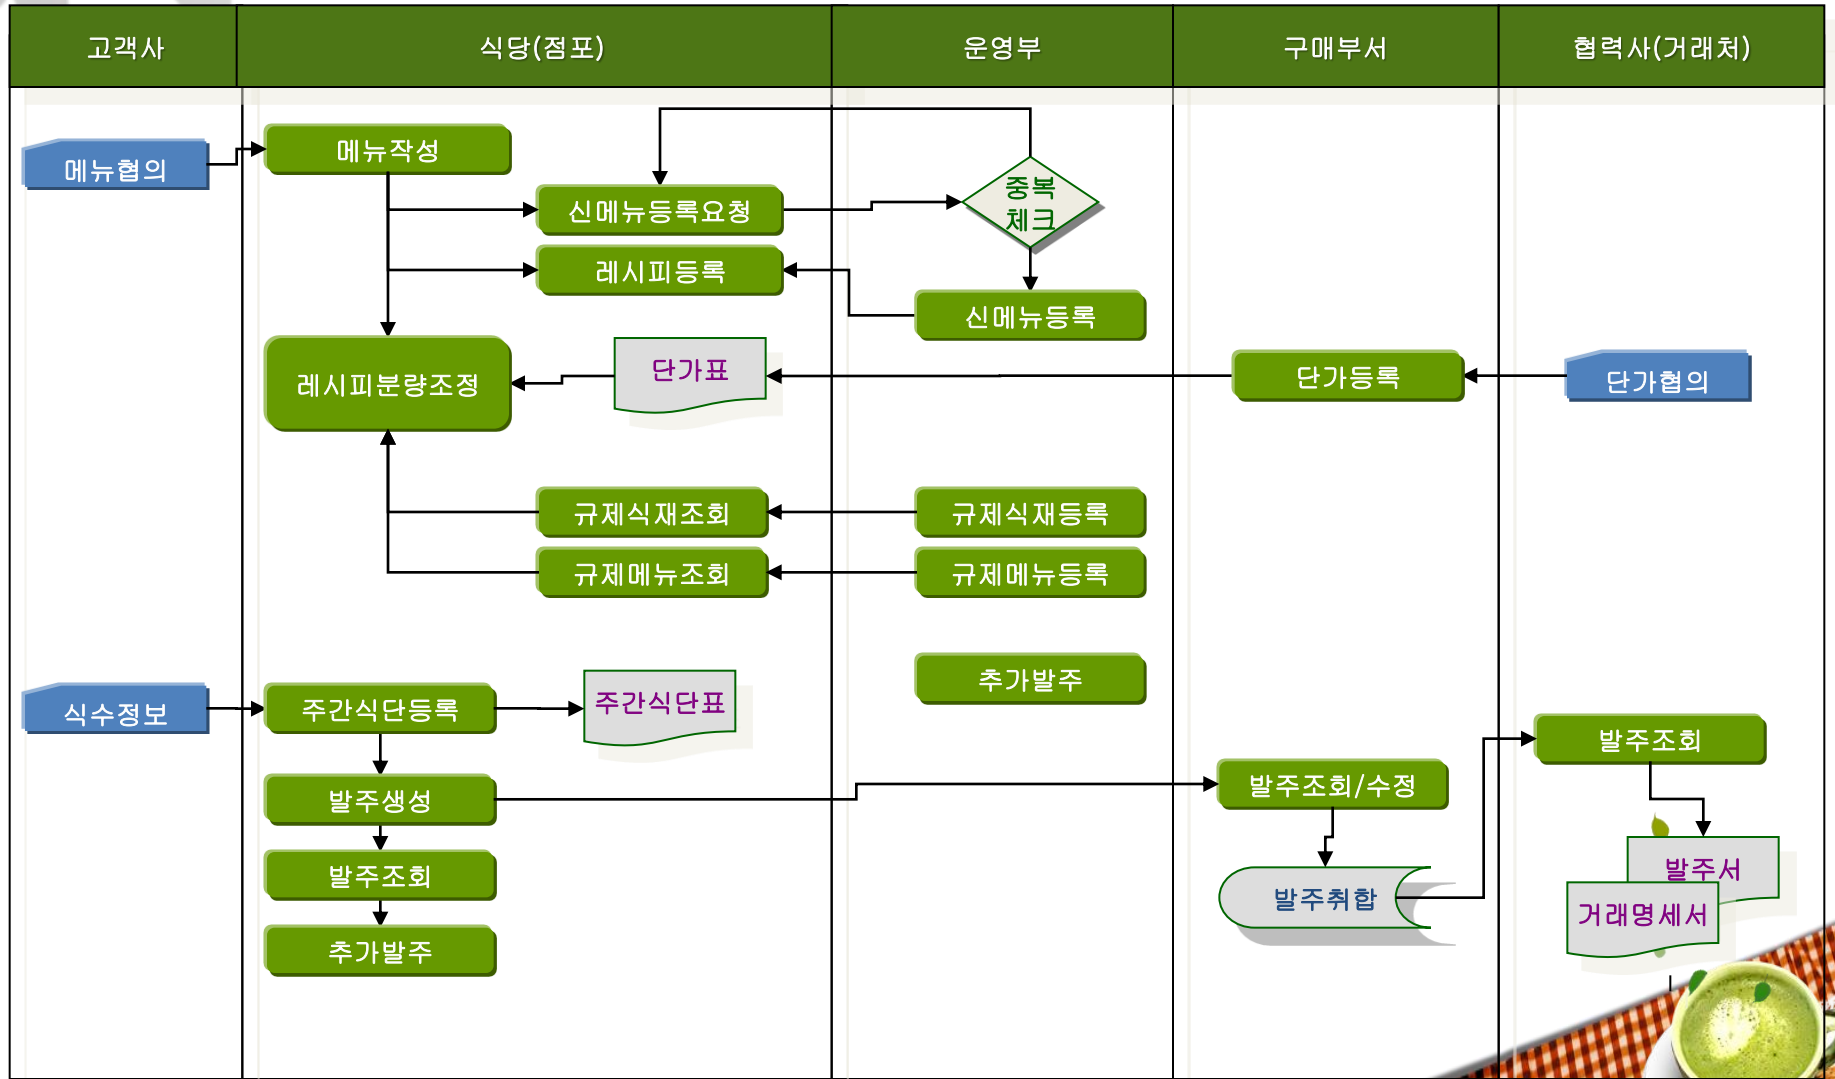 고객사
식당(점포)
운영부
구매부서
협력사(거래처)
메뉴협의
메뉴작성
신메뉴등록요청
중복
체크
레시피등록
신메뉴등록
레시피분량조정
단가표
단가등록
단가협의
규제식재조회
규제식재등록
규제메뉴조회
규제메뉴등록
추가발주
식수정보
주간식단등록
주간식단표
발주조회
발주생성
발주조회/수정
발주조회
발주취합
발주서
거래명세서
추가발주